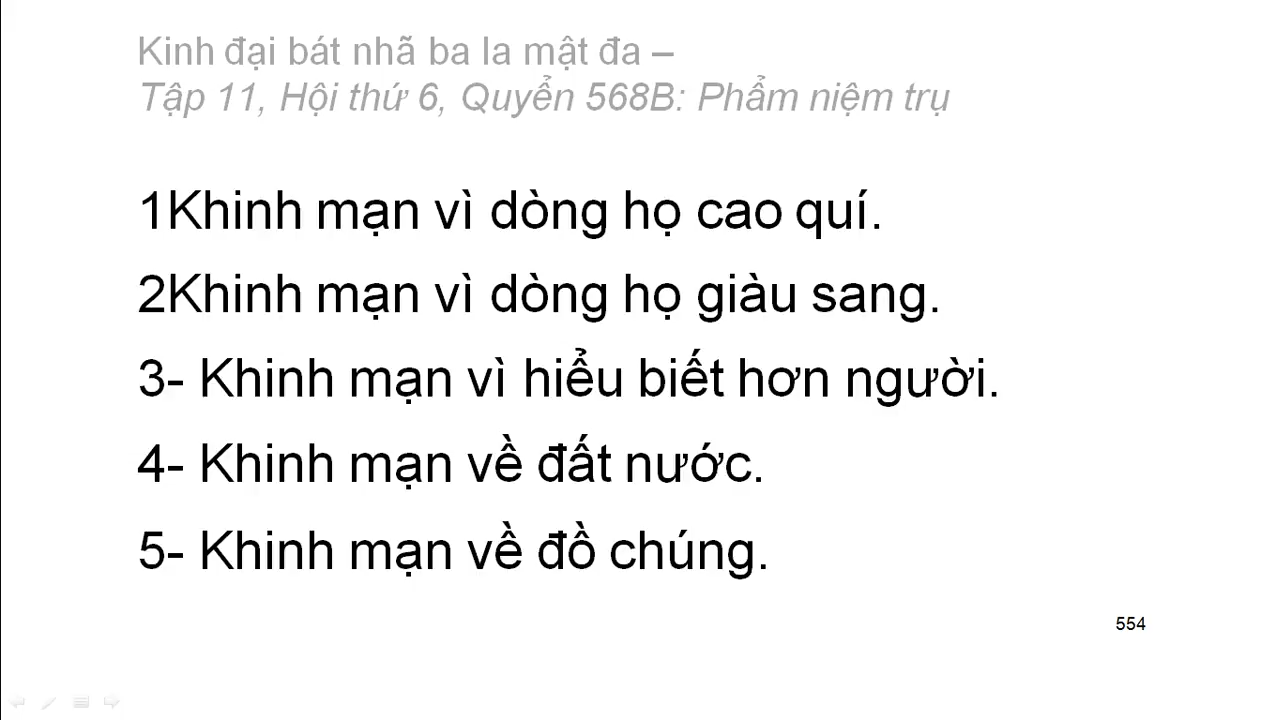 Kinh đại bát nhã ba la mật đa –
Tập 11, Hội thứ 6, Quyển 568B: Phẩm niệm trụ
1Khinh mạn vì dòng họ cao quí.
2Khinh mạn vì dòng họ giàu sang.
3- Khinh mạn vì hiểu biết hơn người.
4- Khinh mạn về đất nước.
5- Khinh mạn về đồ chúng.
554